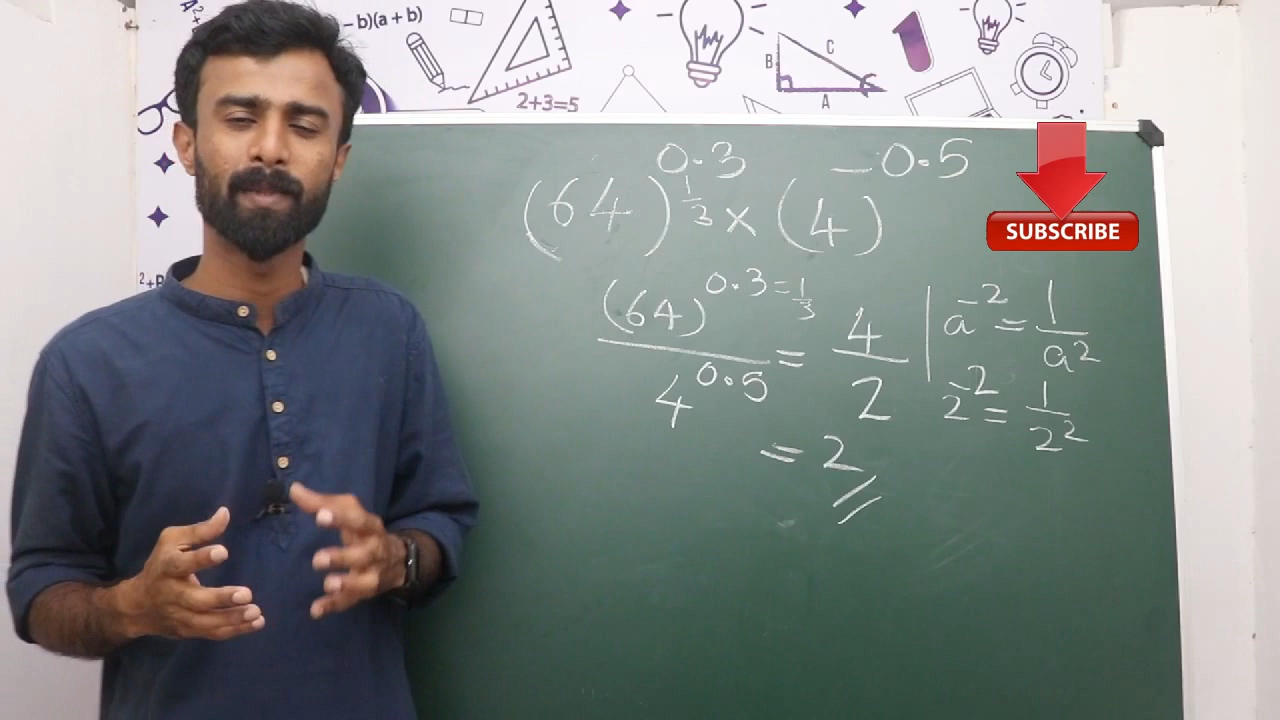 – b)(a + b)
2+3=5
B C A
²+B
(64)^0.3 ^1/3 × (4)^-0.5
SUBSCRIBE
(64)^0.3=1/3 / 4^0.5 = 4/2 | a^-2 = 1/a^2
2^-2 = 1/2^2
= 2